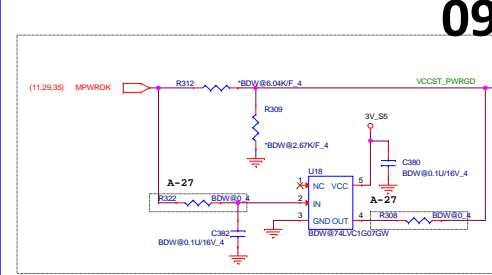 09
(11,29,35) MPWROK
R312
*BDW@6.04K/F_4
VCCST_PWRGD
R309
*BDW@2.67K/F_4
3V_S5
C380
BDW@0.1U/16V_4
A-27
R322
BDW@0_4
C382
BDW@0.1U/16V_4
U18
1 NC VCC 5
2 IN
3 GND OUT 4
BDW@74LVC1G07GW
A-27
R308
BDW@0_4